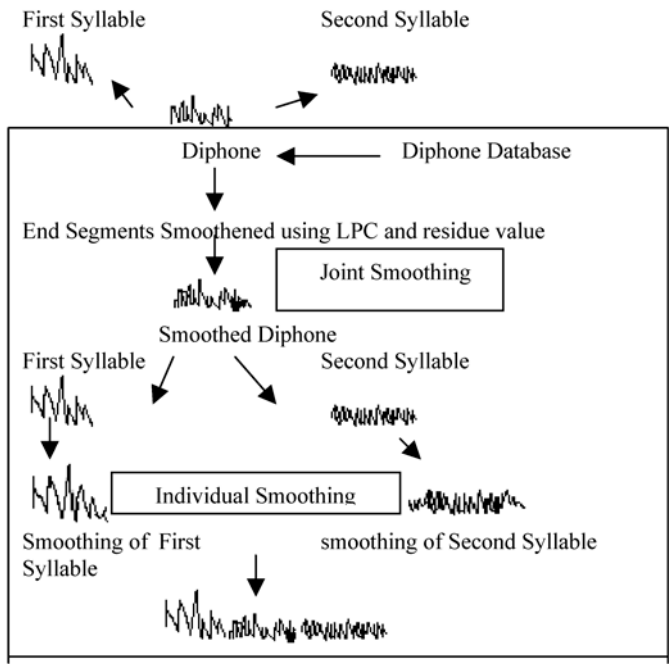 First Syllable
Second Syllable
Diphone
Diphone Database
End Segments Smoothened using LPC and residue value
Joint Smoothing
Smoothed Diphone
First Syllable
Second Syllable
Individual Smoothing
Smoothing of First
Syllable
smoothing of Second Syllable